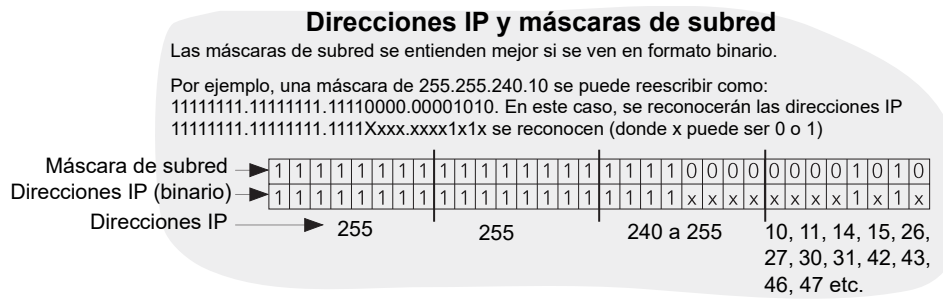 Direcciones IP y máscaras de subred
Las máscaras de subred se entienden mejor si se ven en formato binario.
Por ejemplo, una máscara de 255.255.240.10 se puede reescribir como:
11111111.11111111.11110000.00001010. En este caso, se reconocerán las direcciones IP
11111111.11111111.1111Xxxx.xxxx1x1x se reconocen (donde x puede ser 0 o 1)
Máscara de subred 1 1 1 1 1 1 1 1 1 1 1 1 1 1 1 1 1 1 1 1 0 0 0 0 0 0 0 0 1 0 1 0
Direcciones IP (binario) 1 1 1 1 1 1 1 1 1 1 1 1 1 1 1 1 1 1 1 1 x x x x x x x x 1 x 1 x
Direcciones IP 255 255 240 a 255 10, 11, 14, 15, 26,
27, 30, 31, 42, 43,
46, 47 etc.